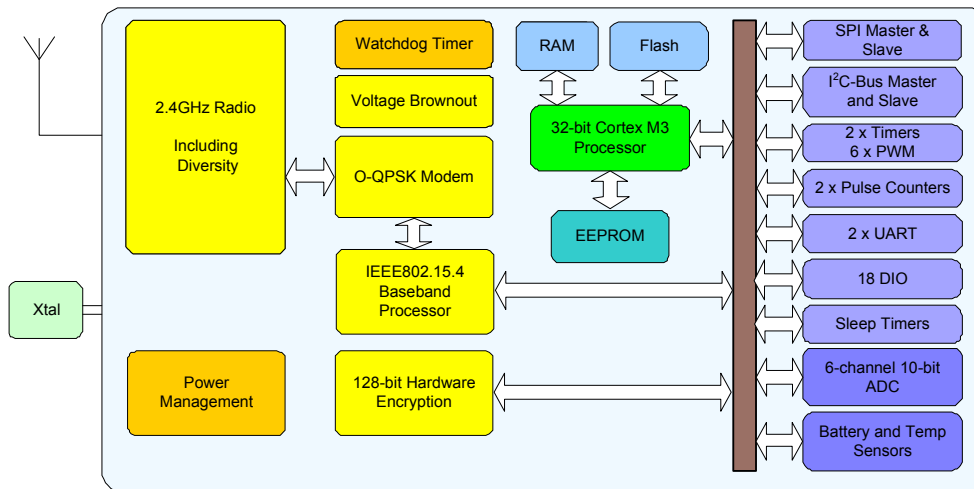 2.4GHz Radio
Including
Diversity
Watchdog Timer
Voltage Brownout
O-QPSK Modem
IEEE802.15.4
Baseband
Processor
128-bit Hardware
Encryption
Xtal
Power
Management
RAM
Flash
32-bit Cortex M3
Processor
EEPROM
SPI Master &
Slave
I²C-Bus Master
and Slave
2 x Timers
6 x PWM
2 x Pulse Counters
2 x UART
18 DIO
Sleep Timers
6-channel 10-bit
ADC
Battery and Temp
Sensors